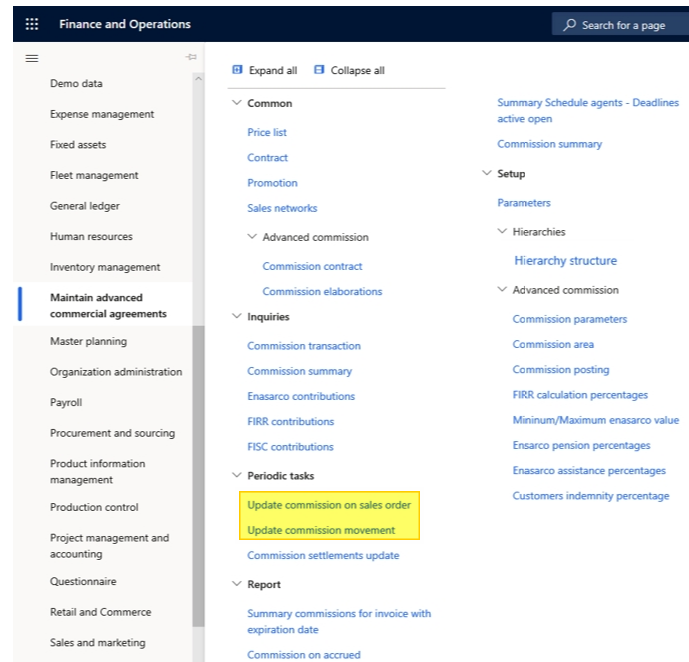 Finance and Operations
Search for a page
Demo data
Expense management
Fixed assets
Fleet management
General ledger
Human resources
Inventory management
Maintain advanced
commercial agreements
Master planning
Organization administration
Payroll
Procurement and sourcing
Product information
management
Production control
Project management and
accounting
Questionnaire
Retail and Commerce
Sales and marketing
Expand all
Collapse all
Common
Price list
Contract
Promotion
Sales networks
Advanced commission
Commission contract
Commission elaborations
Inquiries
Commission transaction
Commission summary
Enasarco contributions
FIRR contributions
FISC contributions
Periodic tasks
Update commission on sales order
Update commission movement
Commission settlements update
Report
Summary commissions for invoice with
expiration date
Commission on accrued
Summary Schedule agents - Deadlines
active open
Commission summary
Setup
Parameters
Hierarchies
Hierarchy structure
Advanced commission
Commission parameters
Commission area
Commission posting
FIRR calculation percentages
Mininum/Maximum enasarco value
Ensarco pension percentages
Enasarco assistance percentages
Customers indemnity percentage